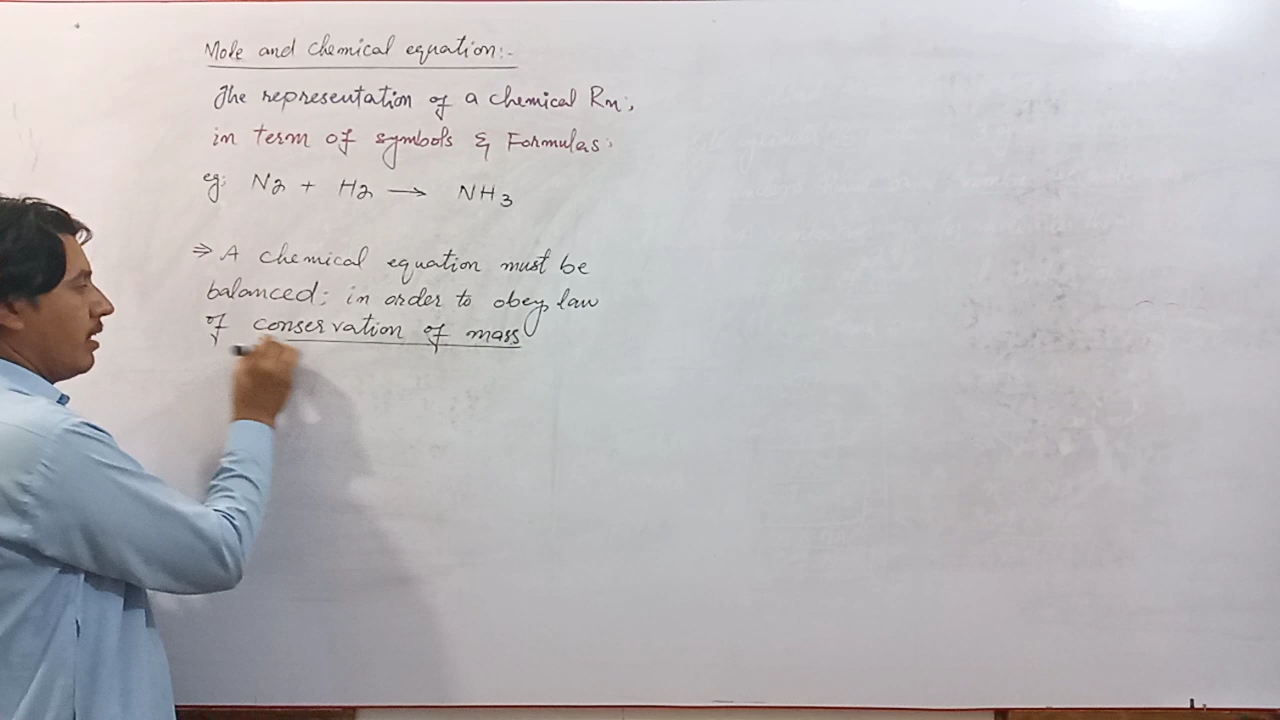 Mole and chemical equation:-
The representation of a chemical Rn;
in term of symbols & Formulas.
eg: N2 + H2 → NH3
⇒ A chemical equation must be
balanced; in order to obey law
of conservation of mass